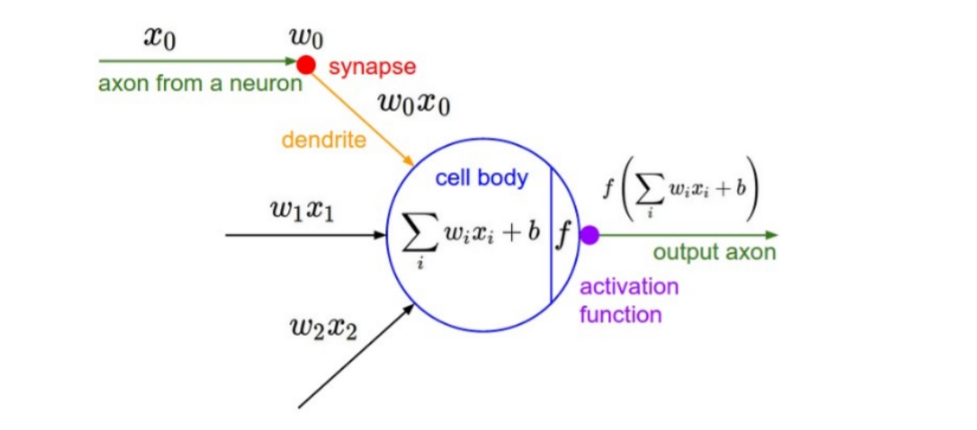 x₀
w₀
axon from a neuron
synapse
w₀x₀
dendrite
cell body
w₁x₁
∑ᵢ wᵢxᵢ + b
f
f(∑ᵢ wᵢxᵢ + b)
output axon
activation
function
w₂x₂